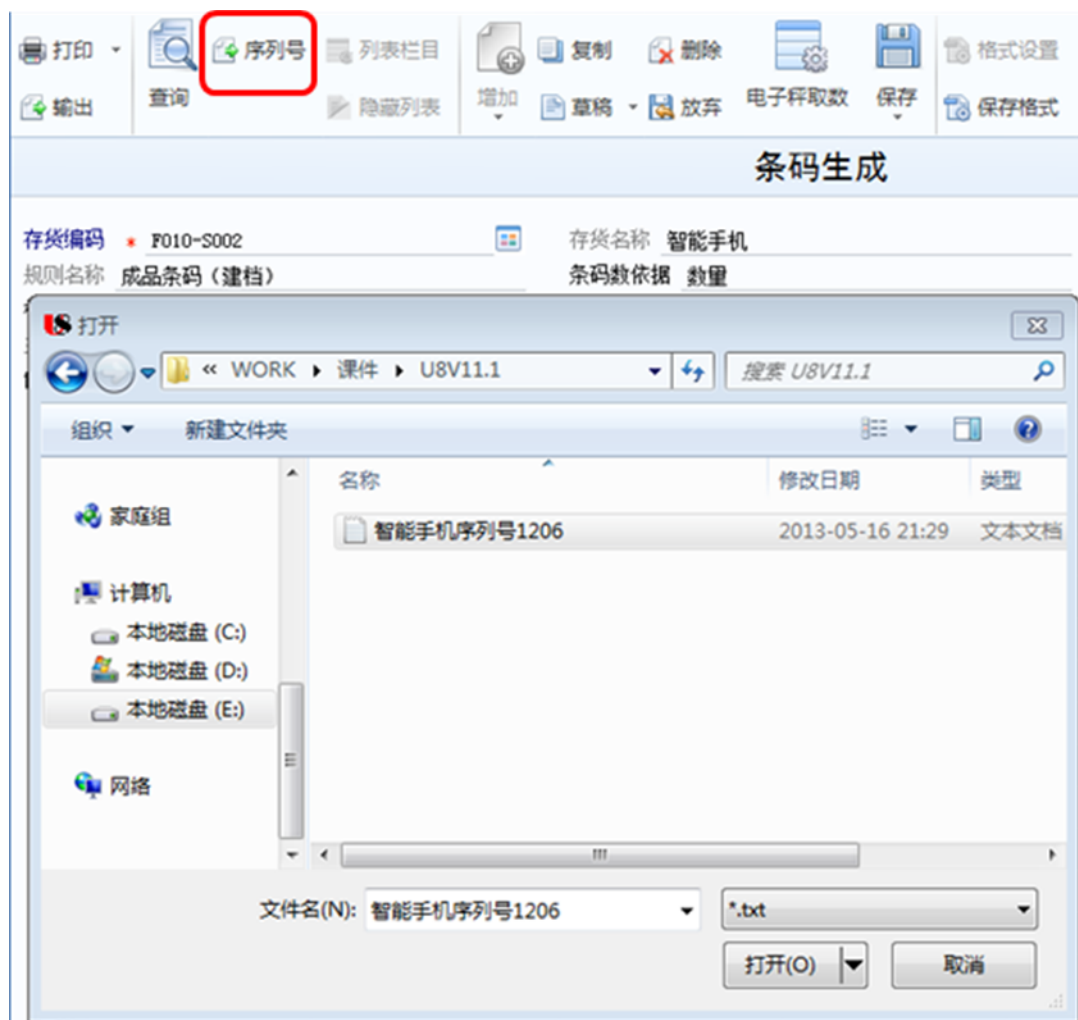 打印 序列号 列表栏目 复制 删除 格式设置
输出 查询 隐藏列表 增加 草稿 放弃 电子秤取数 保存 保存格式
条码生成
存货编码 * F010-S002 存货名称 智能手机
规则名称 成品条码（建档） 条码数依据 数量
打开
« WORK ▸ 课件 ▸ U8V11.1 搜索 U8V11.1
组织 新建文件夹
名称 修改日期 类型
家庭组 智能手机序列号1206 2013-05-16 21:29 文本文档
计算机
本地磁盘 (C:)
本地磁盘 (D:)
本地磁盘 (E:)
网络
文件名(N): 智能手机序列号1206 *.txt
打开(O) 取消